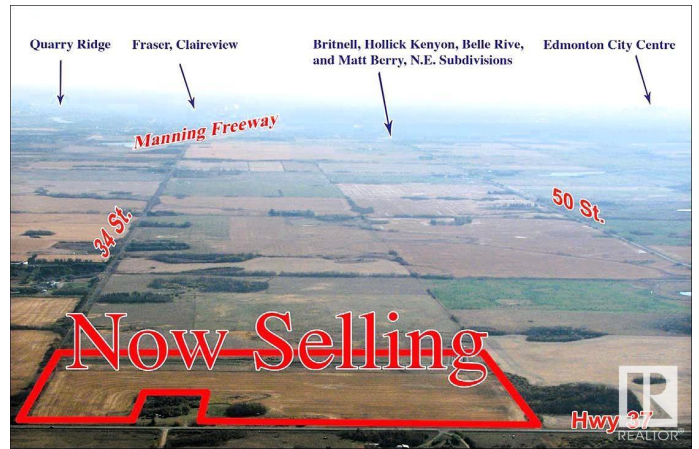 Quarry Ridge
Fraser, Claireview
Britnell, Hollick Kenyon, Belle Rive,
and Matt Berry, N.E. Subdivisions
Edmonton City Centre
Manning Freeway
34 St.
50 St.
Now Selling
Hwy 37
REALTOR®